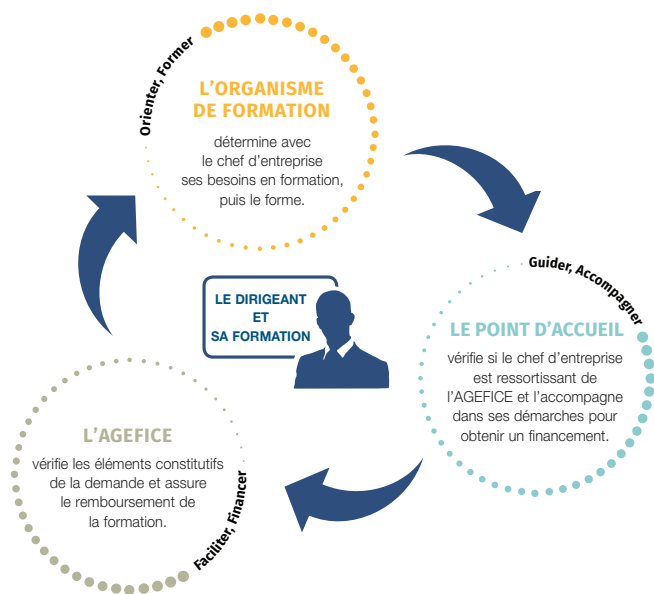 Orienter, Former
L'ORGANISME
DE FORMATION
détermine avec
le chef d'entreprise
ses besoins en formation,
puis le forme.
Guider, Accompagner
LE POINT D'ACCUEIL
vérifie si le chef d'entreprise
est ressortissant de
l'AGEFICE et l'accompagne
dans ses démarches pour
obtenir un financement.
LE DIRIGEANT
ET
SA FORMATION
L'AGEFICE
vérifie les éléments constitutifs
de la demande et assure
le remboursement de
la formation.
Faciliter, Financer